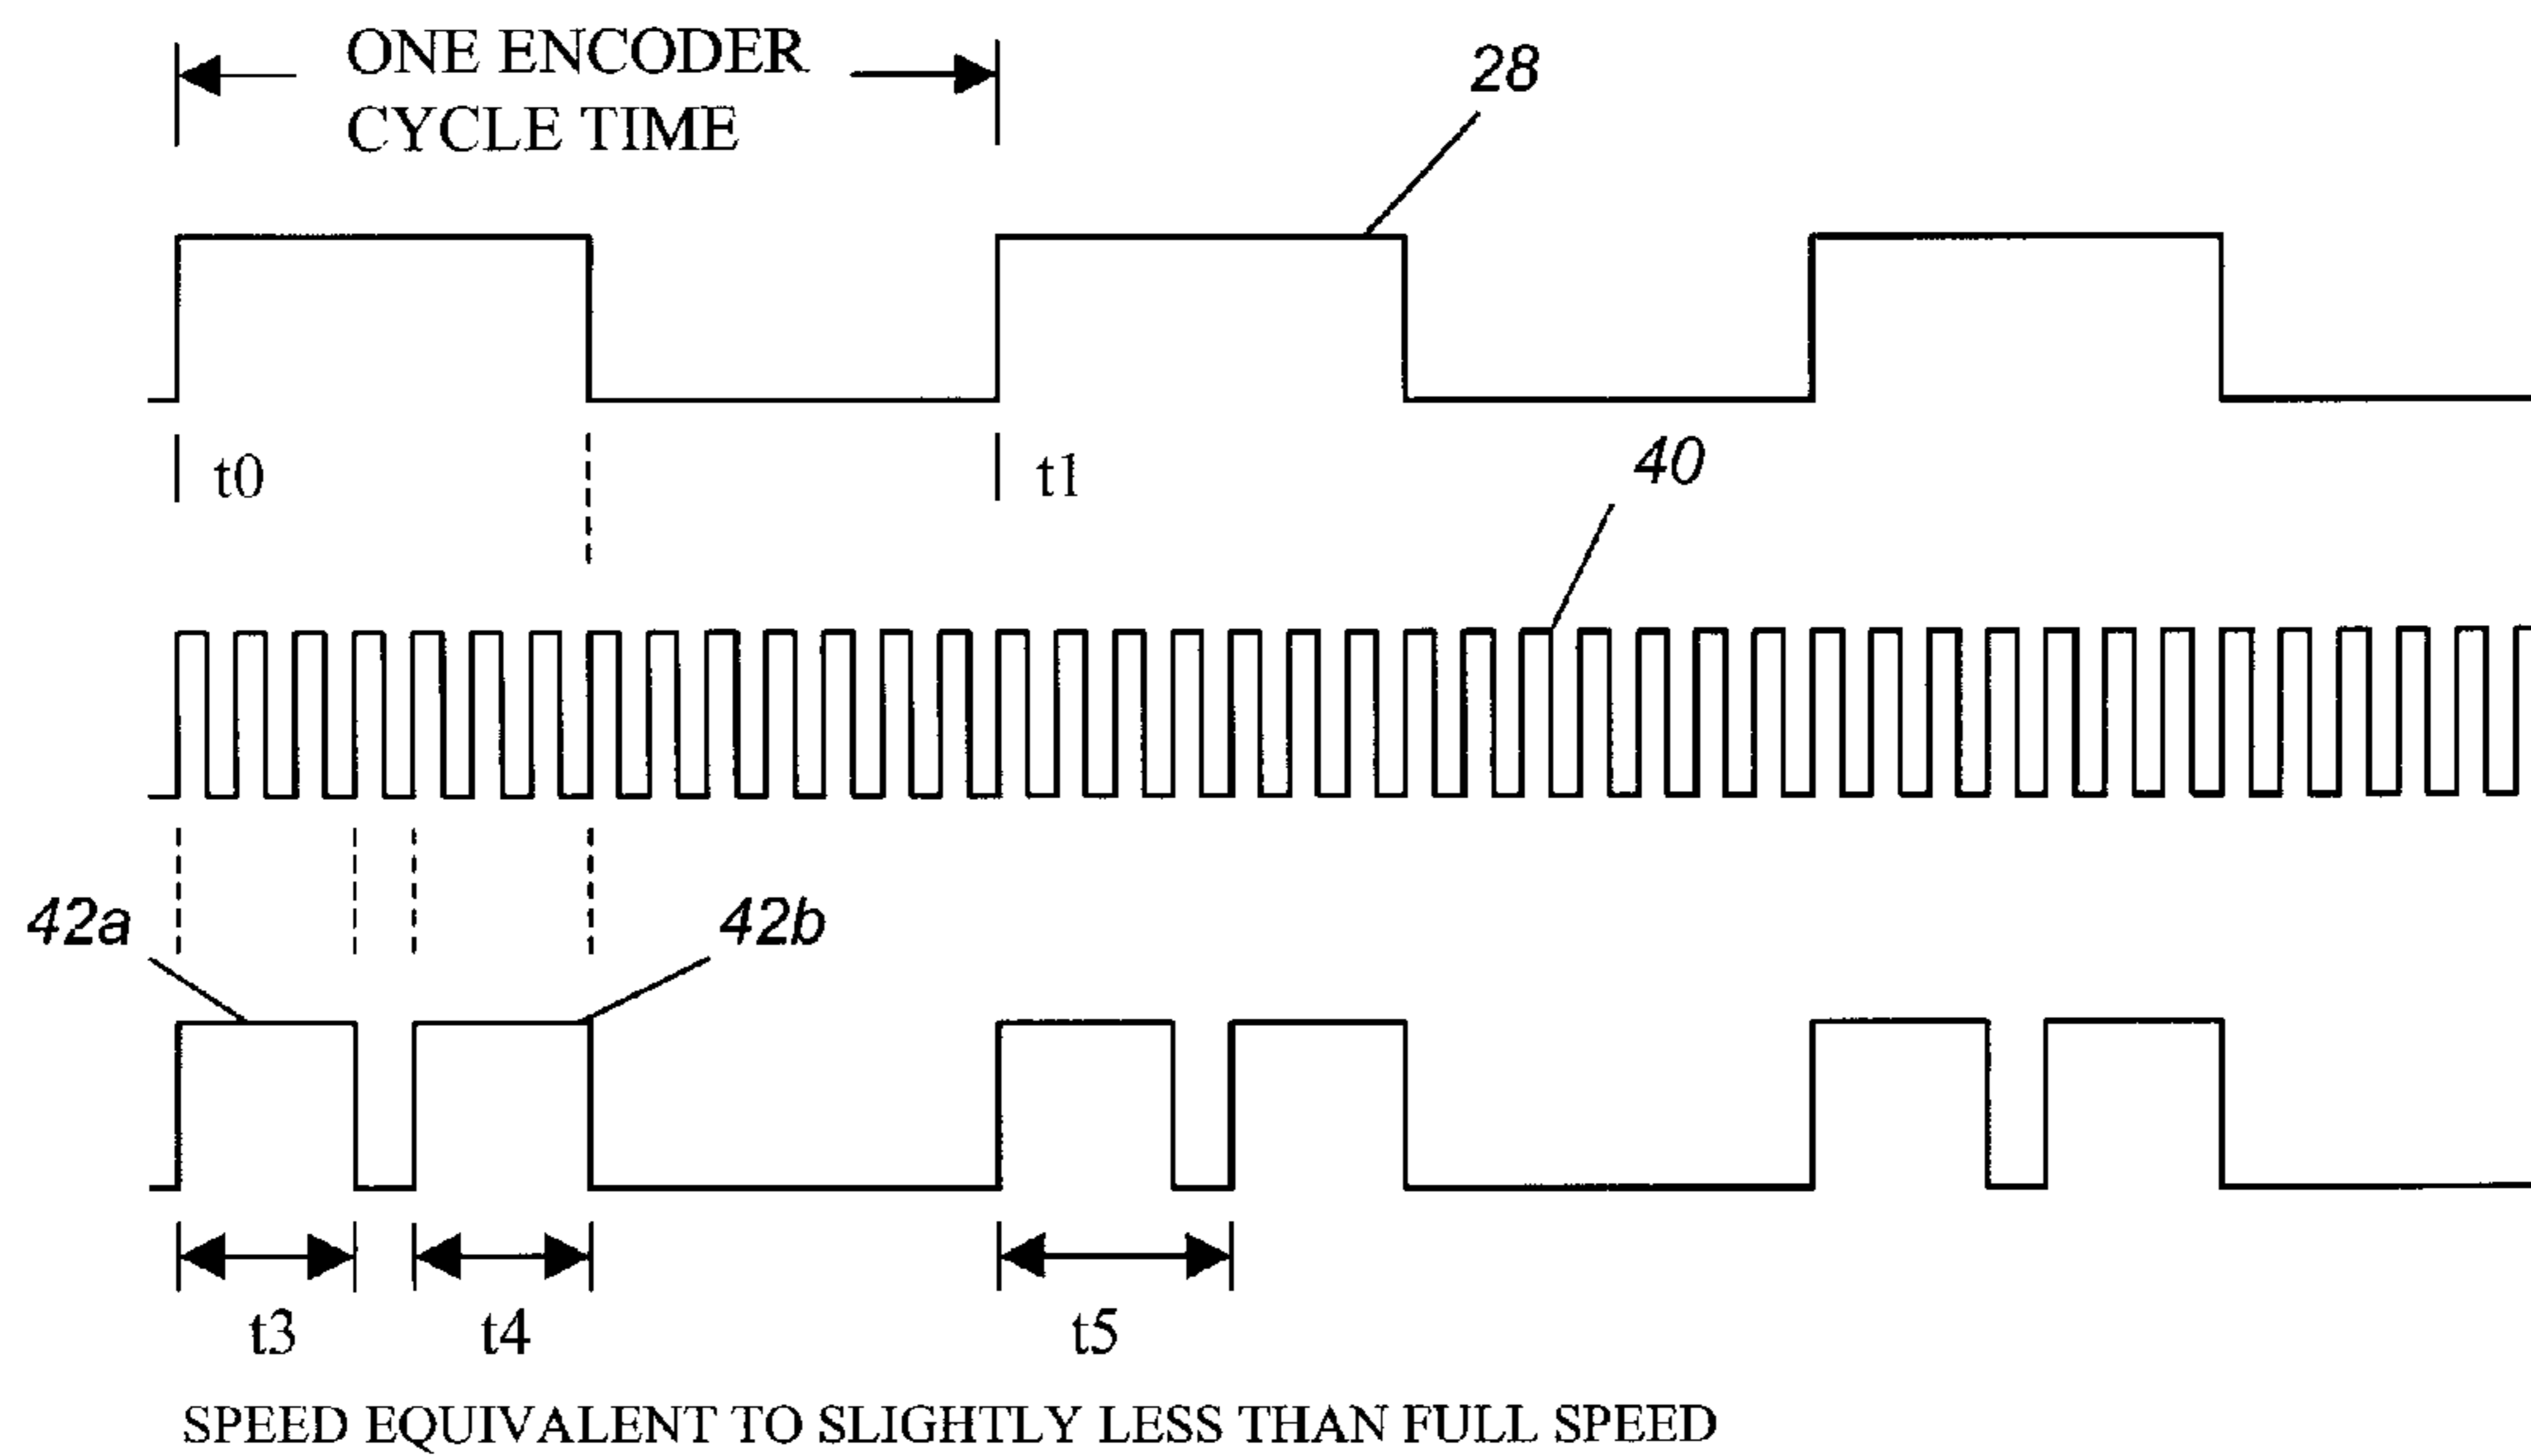 ONE ENCODER
CYCLE TIME
28
t0
t1
40
42a
42b
t3
t4
t5
SPEED EQUIVALENT TO SLIGHTLY LESS THAN FULL SPEED